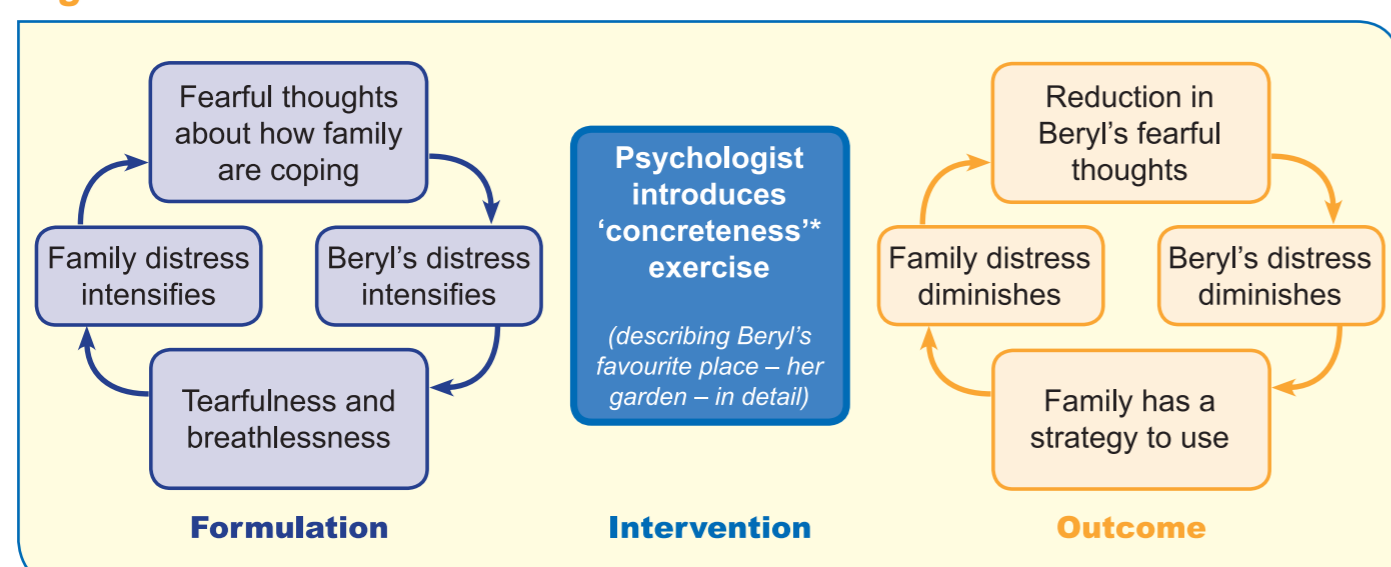 g
Fearful thoughts
about how family
are coping
Family distress
intensifies
Beryl's distress
intensifies
Tearfulness and
breathlessness
Formulation
Psychologist
introduces
‘concreteness’*
exercise
(describing Beryl's
favourite place – her
garden – in detail)
Intervention
Reduction in
Beryl's fearful
thoughts
Family distress
diminishes
Beryl's distress
diminishes
Family has a
strategy to use
Outcome